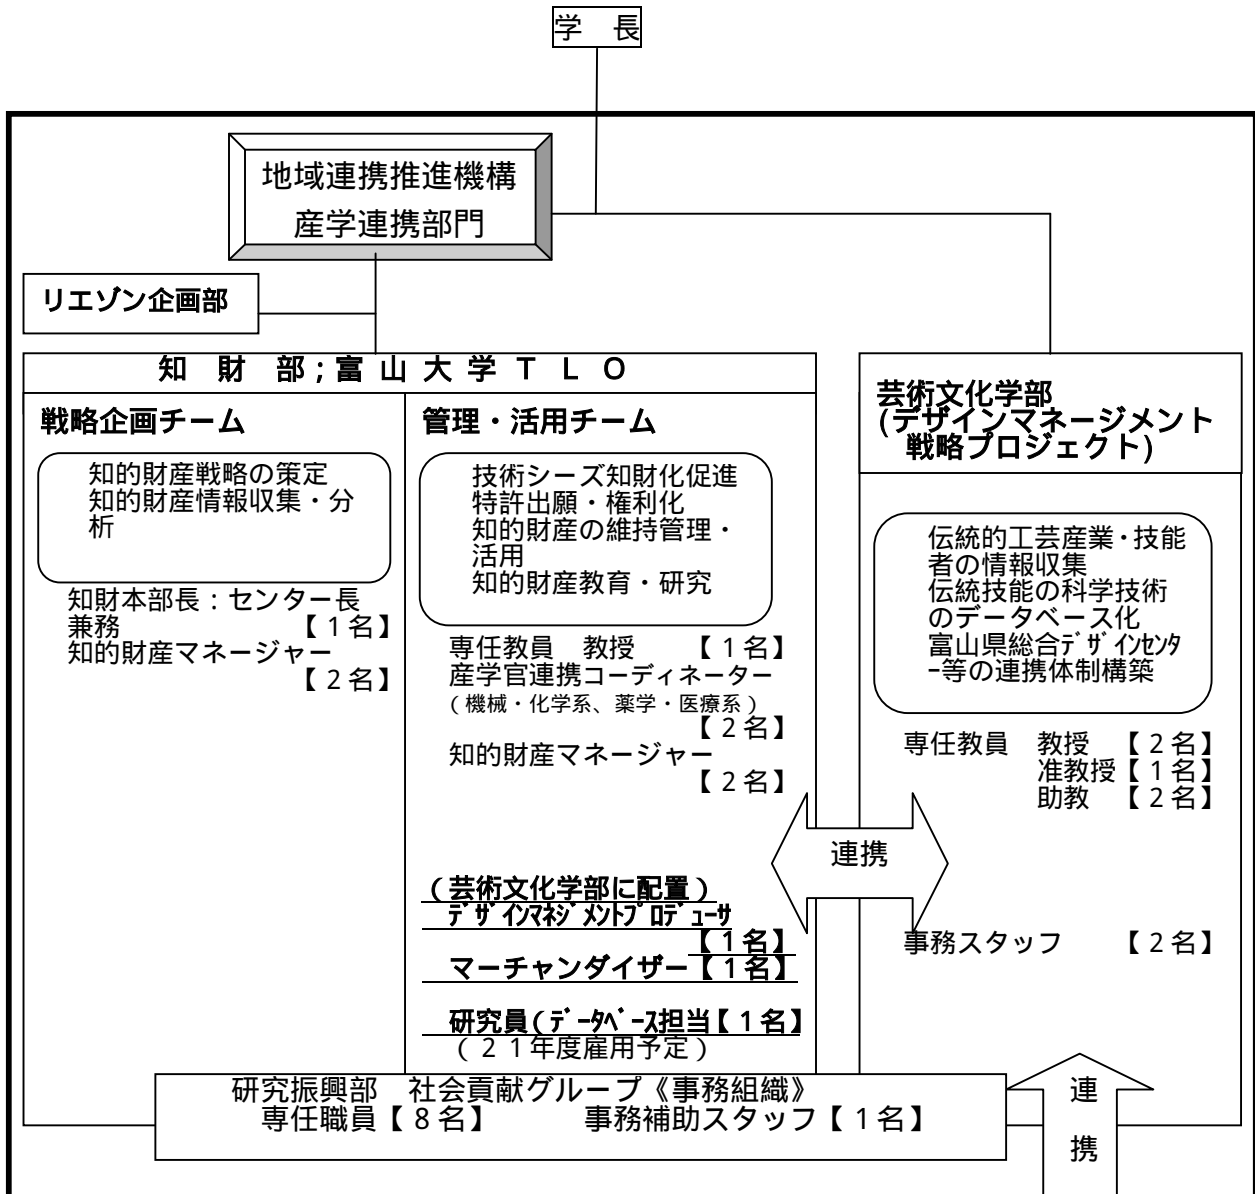 学　長
地域連携推進機構
産学連携部門
リエゾン企画部
知　財　部；富山大学ＴＬＯ
戦略企画チーム
知的財産戦略の策定
知的財産情報収集・分
析
知財本部長：センター長
兼務　【１名】
知的財産マネージャー
【２名】
管理・活用チーム
技術シーズ知財化促進
特許出願・権利化
知的財産の維持管理・
活用
知的財産教育・研究
専任教員　教授　【１名】
産学官連携コーディネーター
（機械・化学系、薬学・医療系）
【２名】
知的財産マネージャー
【２名】
（芸術文化学部に配置）
ﾃﾞｻﾞｲﾝﾏﾈｼﾞﾒﾝﾄﾌﾟﾛﾃﾞｭｰｻ
【１名】
マーチャンダイザー【１名】
研究員（ﾃﾞｰﾀﾍﾞｰｽ担当【１名】
（２１年度雇用予定）
芸術文化学部
(デザインマネージメント
戦略プロジェクト)
伝統的工芸産業・技能
者の情報収集
伝統技能の科学技術
のデータベース化
富山県総合ﾃﾞｻﾞｲﾝｾﾝﾀ
ｰ等の連携体制構築
専任教員　教授　【２名】
准教授【１名】
助教　【２名】
連携
事務スタッフ　【２名】
研究振興部　社会貢献グループ《事務組織》
専任職員【８名】　事務補助スタッフ【１名】
連
携